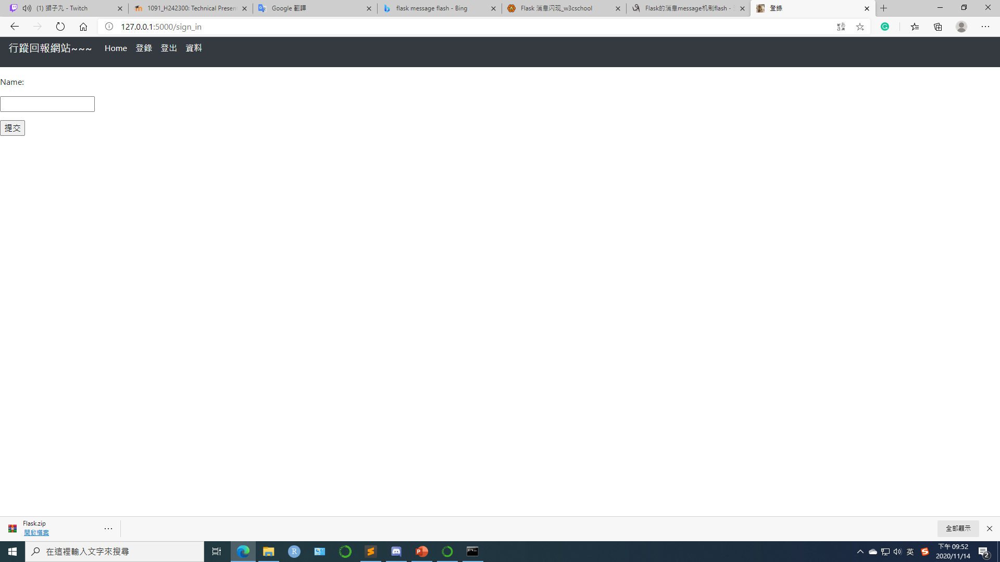 (1) 獅子丸 - Twitch
1091_H242300: Technical Presen
Google 翻譯
flask message flash - Bing
Flask 消息闪现_w3cschool
Flask的消息message机制flash -
登錄
127.0.0.1:5000/sign_in
行蹤回報網站~~~ Home 登錄 登出 資料
Name:
提交
Flask.zip
開啟檔案
全部顯示
在這裡輸入文字來搜尋
英
下午 09:52
2020/11/14
2